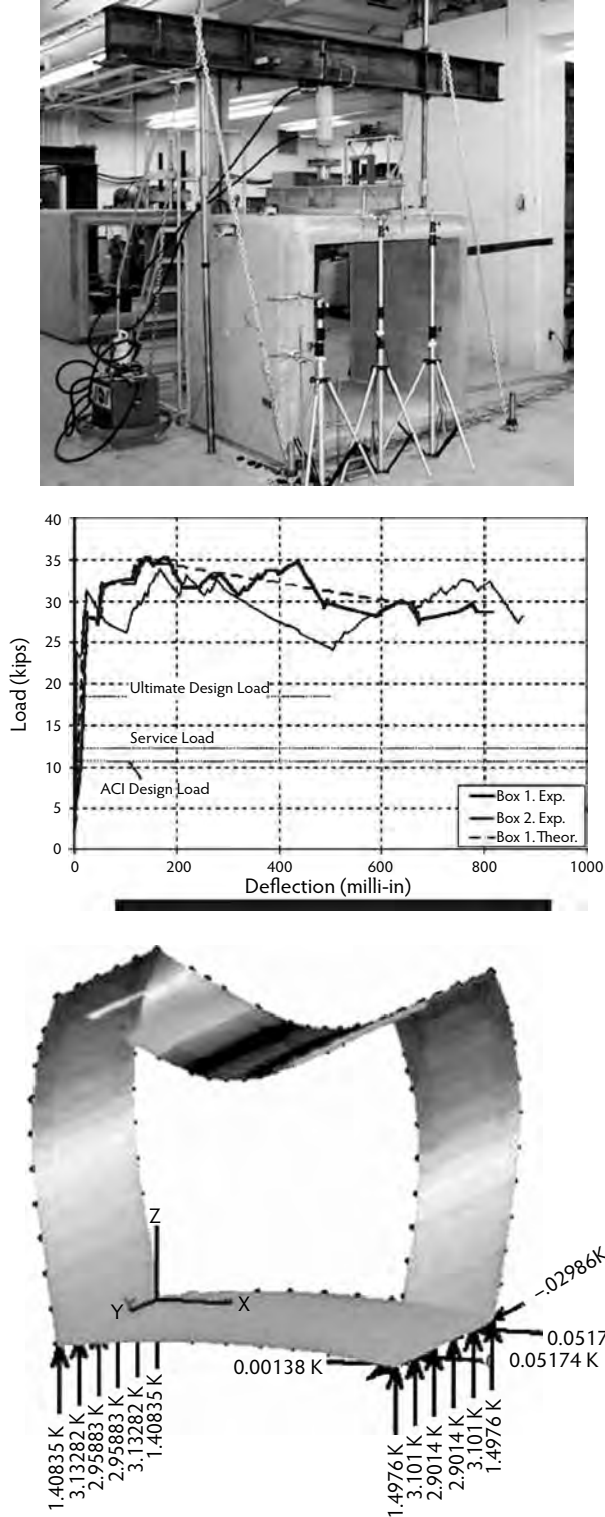 40
35
30
25
20
15
10
5
0
Load (kips)
Ultimate Design Load
Service Load
ACI Design Load
Box 1. Exp.
Box 2. Exp.
Box 1. Theor.
0 200 400 600 800 1000
Deflection (milli-in)
Z
Y
X
-.02986K
0.0517
0.05174 K
0.00138 K
1.40835 K
3.13282 K
2.95883 K
2.95883 K
3.13282 K
1.40835 K
1.4976 K
3.101 K
2.9014 K
2.9014 K
3.101 K
1.4976 K